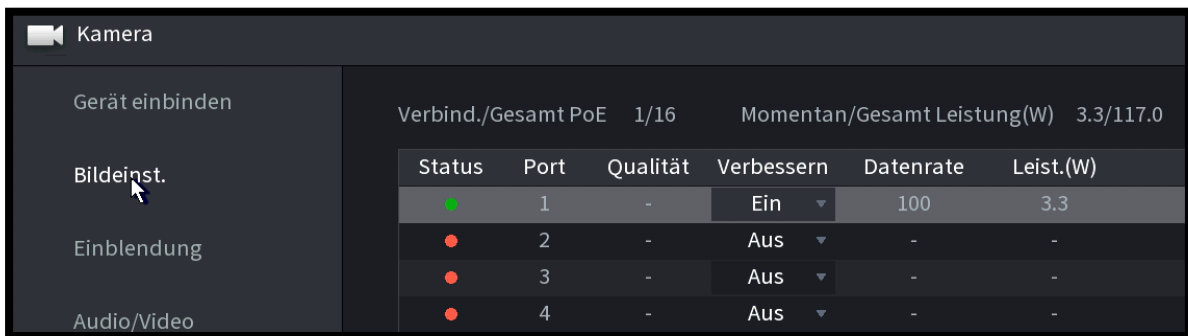 Kamera
Gerät einbinden
Bildeinst.
Einblendung
Audio/Video
Verbind./Gesamt PoE 1/16 Momentan/Gesamt Leistung(W) 3.3/117.0
Status Port Qualität Verbessern Datenrate Leist.(W)
1 - Ein 100 3.3
2 - Aus - -
3 - Aus - -
4 - Aus - -